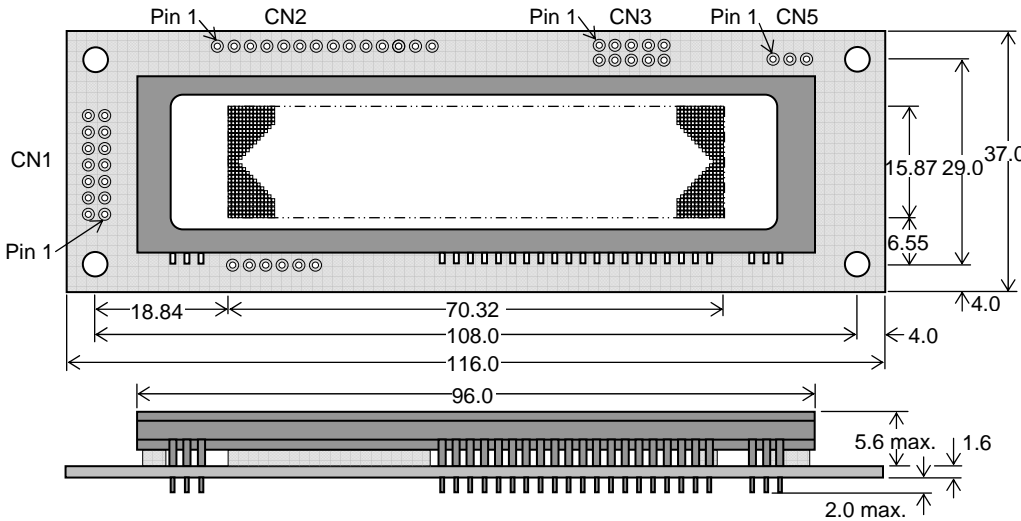 Pin 1 CN2 Pin 1 CN3 Pin 1 CN5
CN1
Pin 1
15.87 29.0 37.0
6.55
18.84 70.32 4.0
108.0 4.0
116.0
96.0
5.6 max. 1.6
2.0 max.